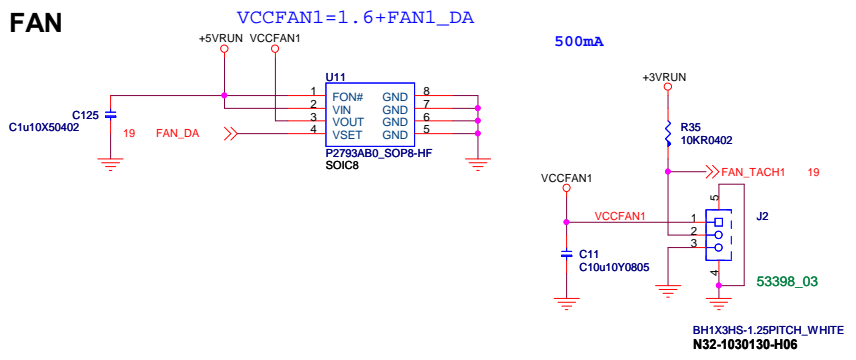 FAN
VCCFAN1=1.6+FAN1_DA
500mA
+5VRUN VCCFAN1
U11
1 FON# GND 8
2 VIN GND 7
3 VOUT GND 6
4 VSET GND 5
P2793AB0_SOP8-HF
SOIC8
C125
C1u10X50402
19 FAN_DA
+3VRUN
R35
10KR0402
FAN_TACH1 19
VCCFAN1
VCCFAN1
C11
C10u10Y0805
5
1
2
3
4
J2
53398_03
BH1X3HS-1.25PITCH_WHITE
N32-1030130-H06